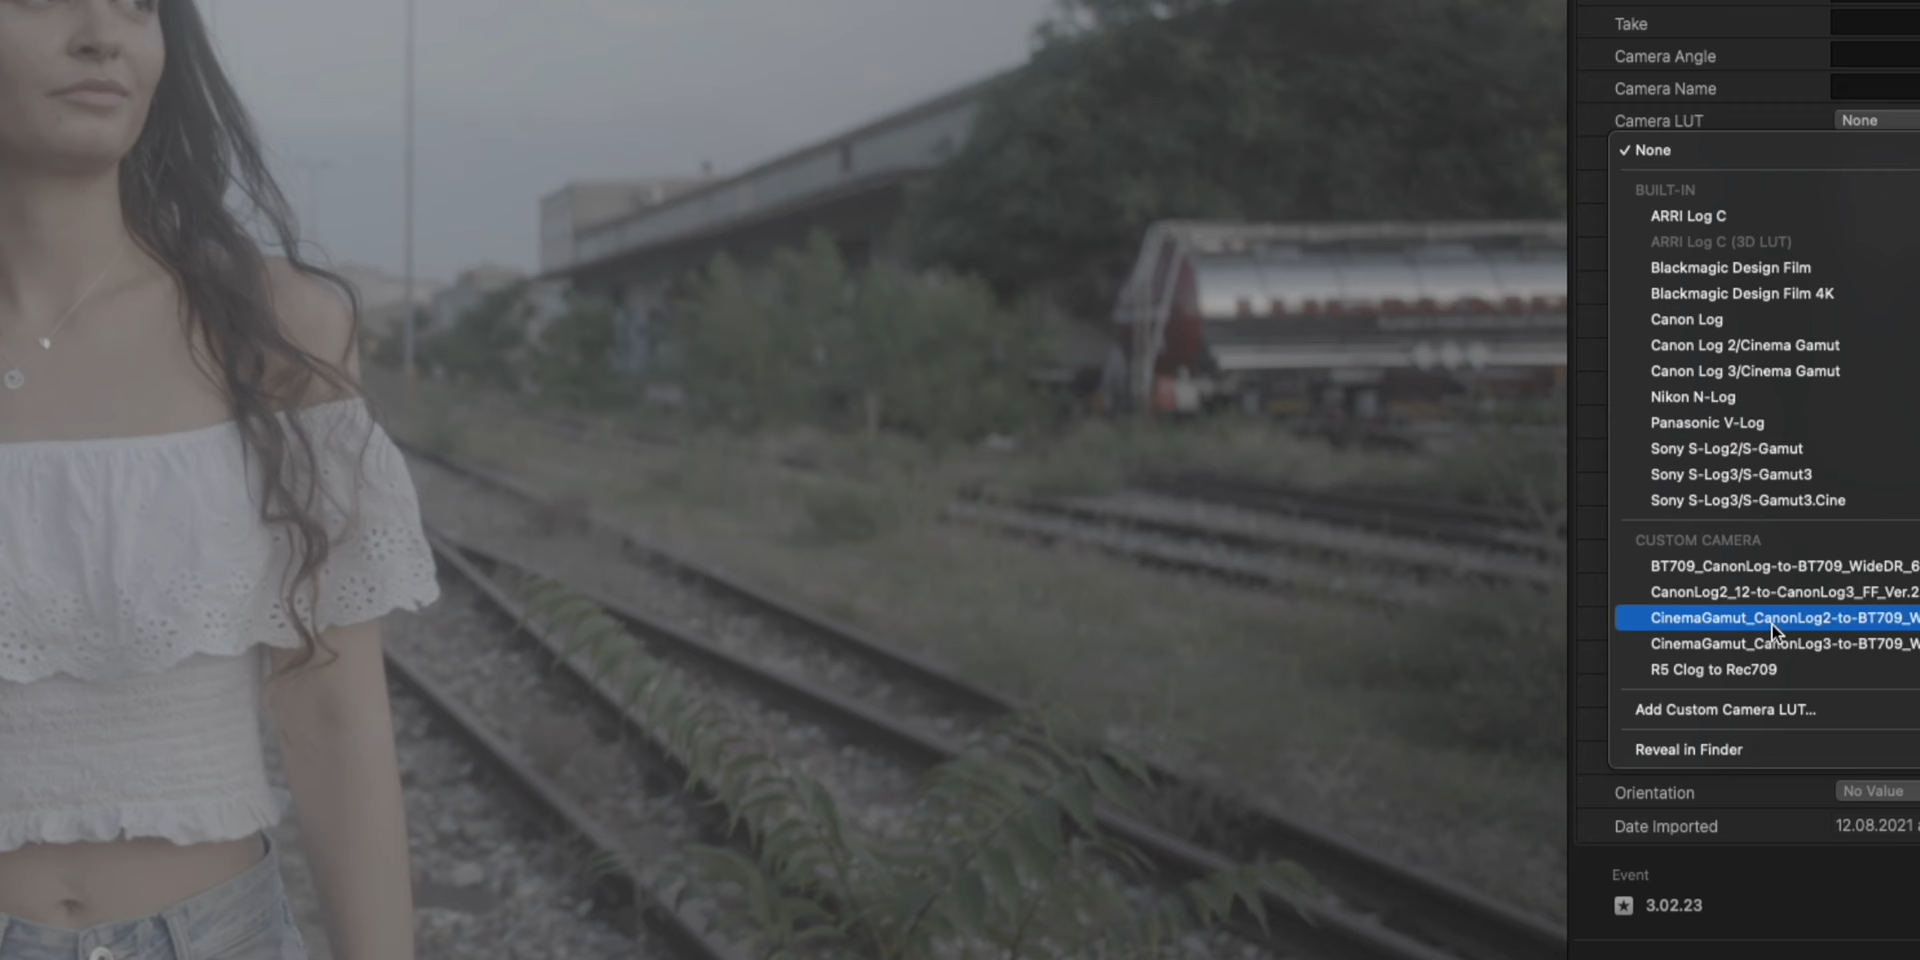 Take
Camera Angle
Camera Name
Camera LUT None
✓ None
BUILT-IN
ARRI Log C
ARRI Log C (3D LUT)
Blackmagic Design Film
Blackmagic Design Film 4K
Canon Log
Canon Log 2/Cinema Gamut
Canon Log 3/Cinema Gamut
Nikon N-Log
Panasonic V-Log
Sony S-Log2/S-Gamut
Sony S-Log3/S-Gamut3
Sony S-Log3/S-Gamut3.Cine
CUSTOM CAMERA
BT709_CanonLog-to-BT709_WideDR_6
CanonLog2_12-to-CanonLog3_FF_Ver.2
CinemaGamut_CanonLog2-to-BT709_W
CinemaGamut_CanonLog3-to-BT709_W
R5 Clog to Rec709
Add Custom Camera LUT...
Reveal in Finder
Orientation No Value
Date Imported 12.08.2021
Event
3.02.23